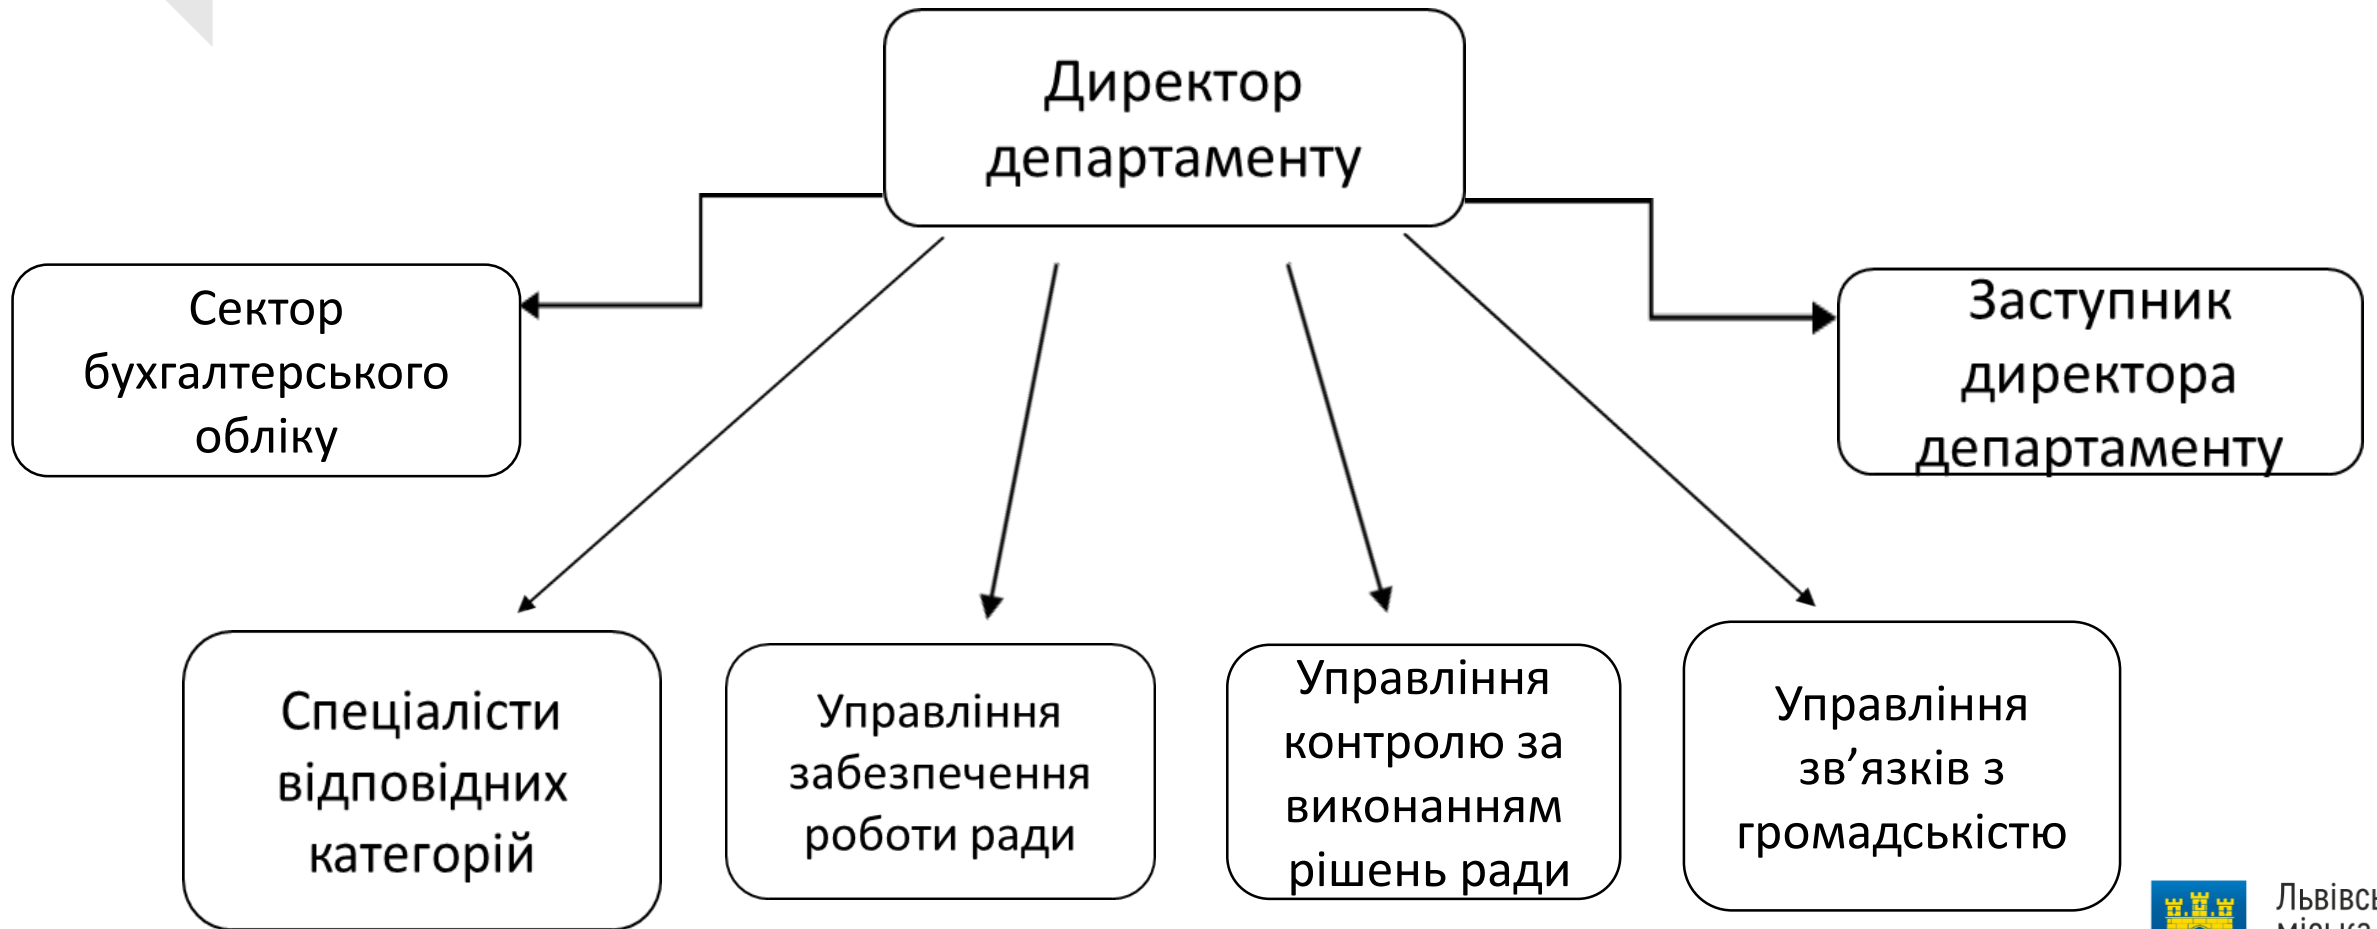 Директор
департаменту
Сектор
бухгалтерського
обліку
Заступник
директора
департаменту
Спеціалісти
відповідних
категорій
Управління
забезпечення
роботи ради
Управління
контролю за
виконанням
рішень ради
Управління
зв’язків з
громадськістю